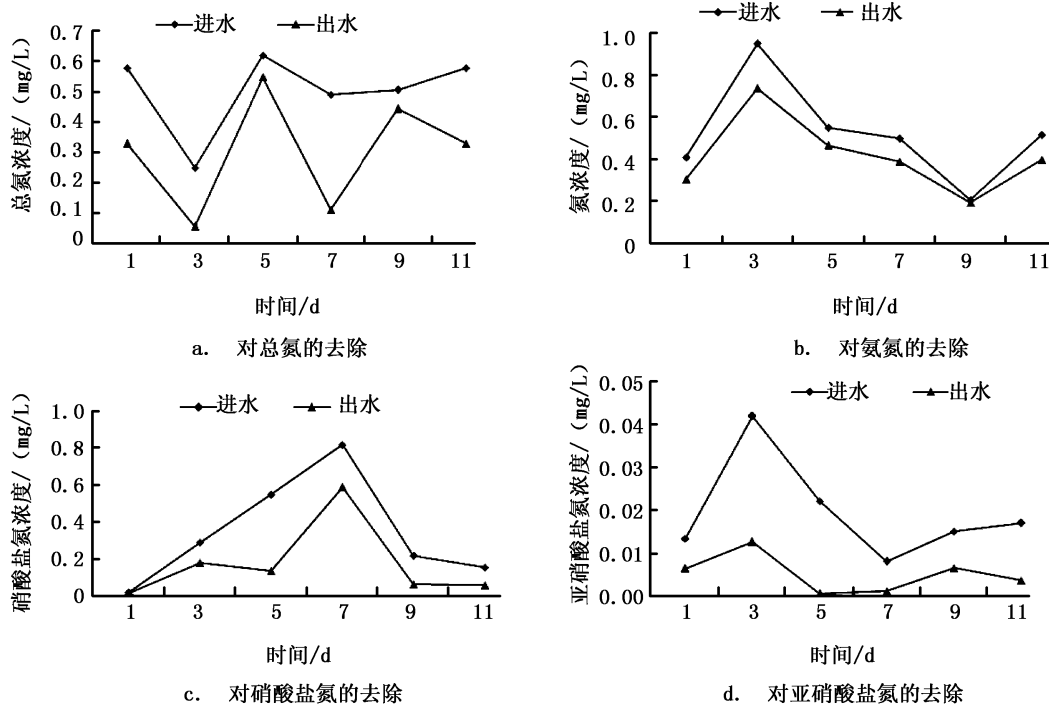 进水 出水
总氮浓度/(mg/L)
0.7
0.6
0.5
0.4
0.3
0.2
0.1
0
1 3 5 7 9 11
时间/d
a. 对总氮的去除
进水 出水
氮浓度/(mg/L)
1.0
0.8
0.6
0.4
0.2
0
1 3 5 7 9 11
时间/d
b. 对氨氮的去除
进水 出水
硝酸盐氮浓度/(mg/L)
1.0
0.8
0.6
0.4
0.2
0
1 3 5 7 9 11
时间/d
c. 对硝酸盐氮的去除
进水 出水
亚硝酸盐氮浓度/(mg/L)
0.05
0.04
0.03
0.02
0.01
0.00
1 3 5 7 9 11
时间/d
d. 对亚硝酸盐氮的去除